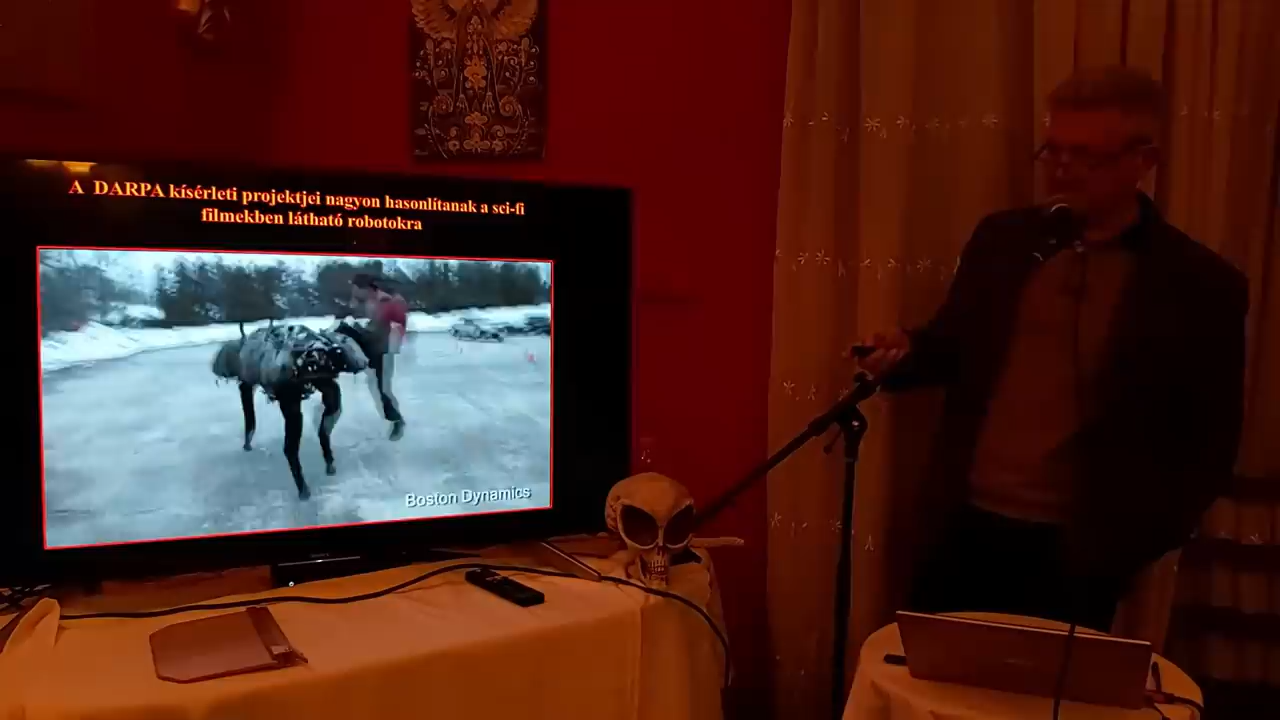 A DARPA kísérleti projektjei nagyon hasonlítanak a sci-fi
filmekben látható robotokra
Boston Dynamics